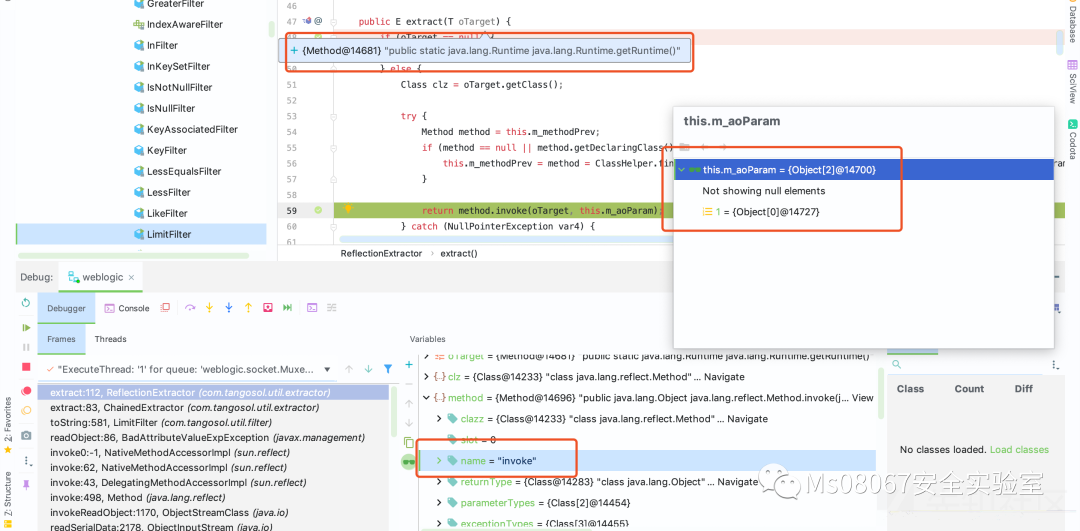 GreaterFilter
IndexAwareFilter
InFilter
InKeySetFilter
IsNotNullFilter
IsNullFilter
KeyAssociatedFilter
KeyFilter
LessEqualsFilter
LessFilter
LikeFilter
LimitFilter
46
47 @ public E extract(T oTarget) {
if (oTarget == null) {
+ {Method@14681} "public static java.lang.Runtime java.lang.Runtime.getRuntime()"
50 } else {
51 Class clz = oTarget.getClass();
52
53 try {
54 Method method = this.m_methodPrev;
55 if (method == null || method.getDeclaringClass()
56 this.m_methodPrev = method = ClassHelper.fin
57 }
58
59 return method.invoke(oTarget, this.m_aoParam);
60 } catch (NullPointerException var4) {
61
ReflectionExtractor > extract()
this.m_aoParam
this.m_aoParam = {Object[2]@14700}
Not showing null elements
1 = {Object[0]@14727}
Database
SciView
Codota
Debug: weblogic ×
Debugger Console
Frames Threads
Variables
"ExecuteThread: '1' for queue: 'weblogic.socket.Muxe...
extract:112, ReflectionExtractor (com.tangosol.util.extractor)
extract:83, ChainedExtractor (com.tangosol.util.extractor)
toString:581, LimitFilter (com.tangosol.util.filter)
readObject:86, BadAttributeValueExpException (javax.management)
invoke0:-1, NativeMethodAccessorImpl (sun.reflect)
invoke:62, NativeMethodAccessorImpl (sun.reflect)
invoke:43, DelegatingMethodAccessorImpl (sun.reflect)
invoke:498, Method (java.lang.reflect)
invokeReadObject:1170, ObjectStreamClass (java.io)
readSerialData:2178, ObjectInputStream (java.io)
oTarget = {Method@14681} "public static java.lang.Runtime java.lang.Runtime.getRuntime()"
clz = {Class@14233} "class java.lang.reflect.Method" ... Navigate
method = {Method@14696} "public java.lang.Object java.lang.reflect.Method.invoke(j... View
clazz = {Class@14233} "class java.lang.reflect.Method" ... Navigate
slot = 0
name = "invoke"
returnType = {Class@14283} "class java.lang.Object" ... Navigate
parameterTypes = {Class[2]@14454}
exceptionTypes = {Class[3]@14455}
Class Count Diff
No classes loaded. Load classes
2: Favorites
Z: Structure
Ms08067安全实验室